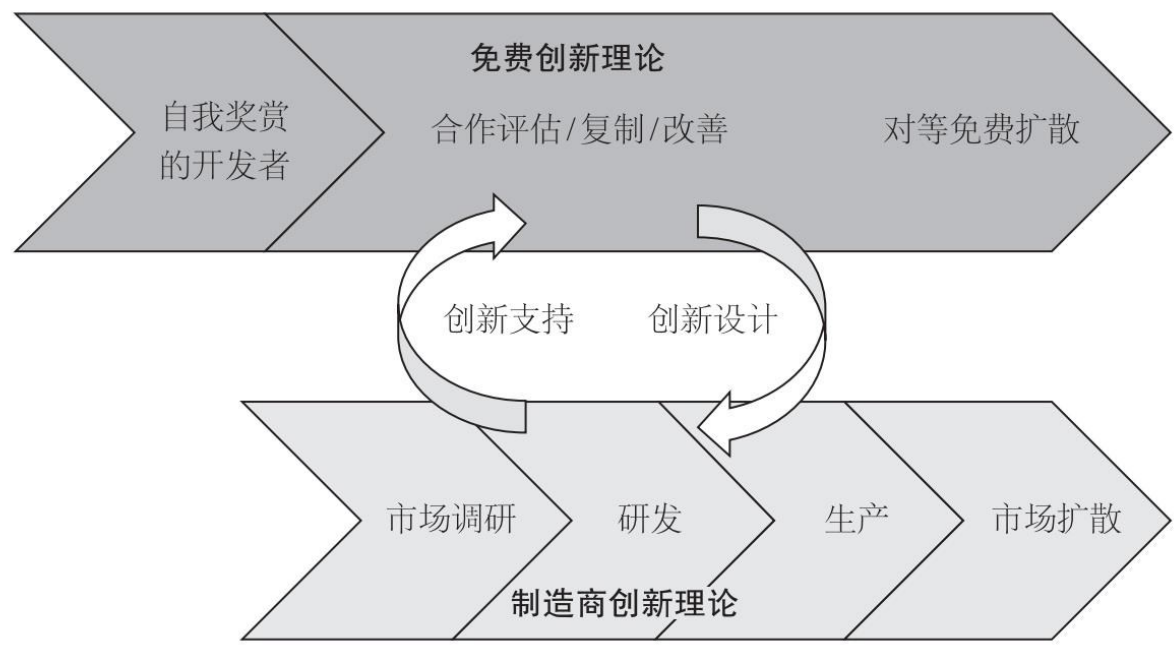 免费创新理论
自我奖赏
的开发者
合作评估/复制/改善
对等免费扩散
创新支持
创新设计
市场调研
研发
生产
市场扩散
制造商创新理论